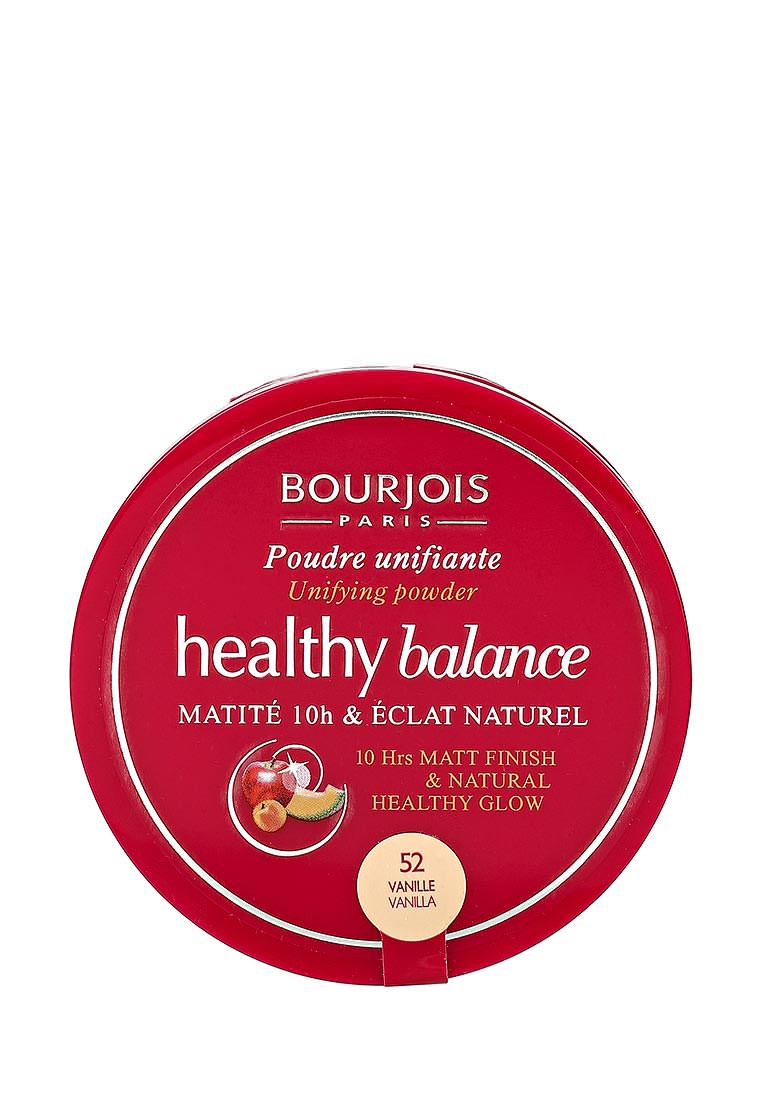 BOURJOIS
PARIS
Poudre unifiante
Unifying powder
healthy balance
MATITÉ 10h & ÉCLAT NATUREL
10 Hrs MATT FINISH
& NATURAL
HEALTHY GLOW
52
VANILLE
VANILLA